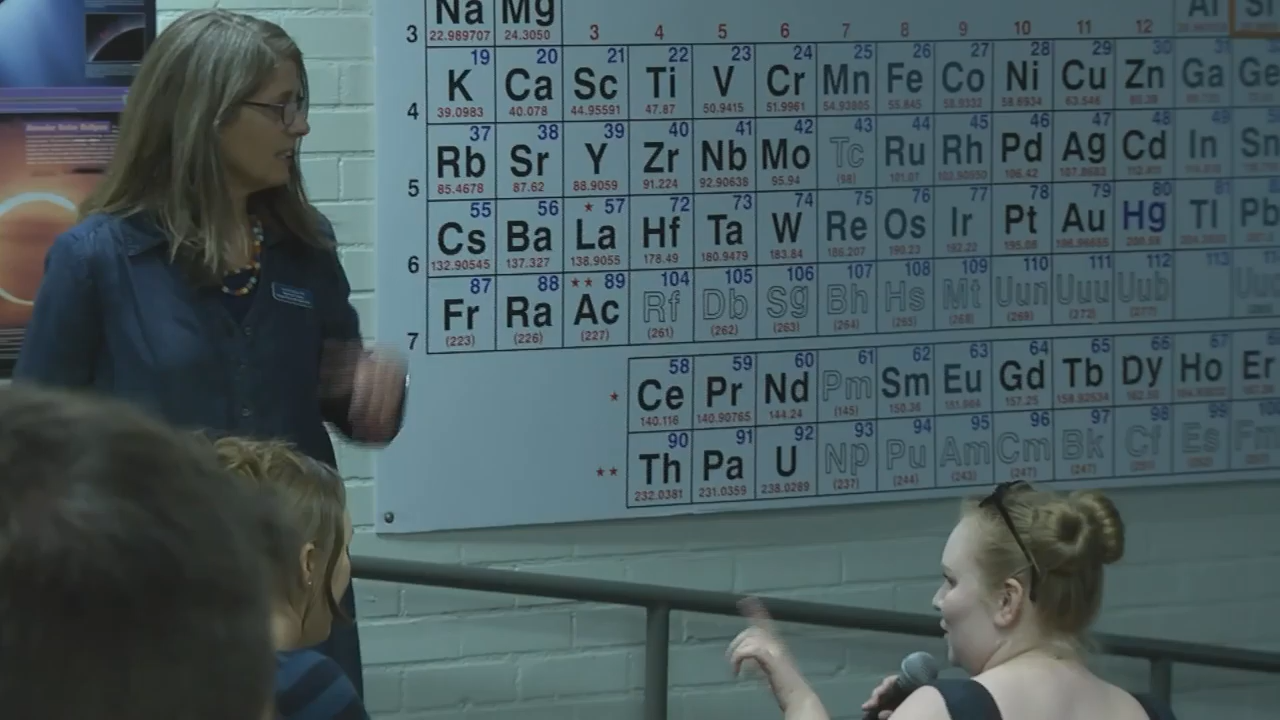 Na Mg Al Si
3 22.989707 24.3050 3 4 5 6 7 8 9 10 11 12
19 20 21 22 23 24 25 26 27 28 29 30 31
K Ca Sc Ti V Cr Mn Fe Co Ni Cu Zn Ga Ge
4 39.0983 40.078 44.95591 47.87 50.9415 51.9961 54.93805 55.845 58.9332 58.6934 63.546
37 38 39 40 41 42 43 44 45 46 47 48 49
Rb Sr Y Zr Nb Mo Tc Ru Rh Pd Ag Cd In Sn
5 85.4678 87.62 88.9059 91.224 92.90638 95.94 (98) 101.07 106.42
55 56 * 57 72 73 74 75 76 77 78 79 80 81
Cs Ba La Hf Ta W Re Os Ir Pt Au Hg Tl Pb
6 132.90545 137.327 138.9055 178.49 180.9479 183.84 186.207 190.23 192.22 195.08
87 88 ** 89 104 105 106 107 108 109 110 111 112 113
Fr Ra Ac Rf Db Sg Bh Hs Mt Uun Uuu Uub
7 (223) (226) (227) (261) (262) (263) (264) (265) (268) (269) (272) (277)
58 59 60 61 62 63 64 65 66 67
* Ce Pr Nd Pm Sm Eu Gd Tb Dy Ho Er
140.116 140.90765 144.24 (145) 150.36 157.25 158.92534
90 91 92 93 94 95 96 97 98 99
** Th Pa U Np Pu Am Cm Bk Cf Es Fm
232.0381 231.0359 238.0289 (237) (244) (243) (247) (247)